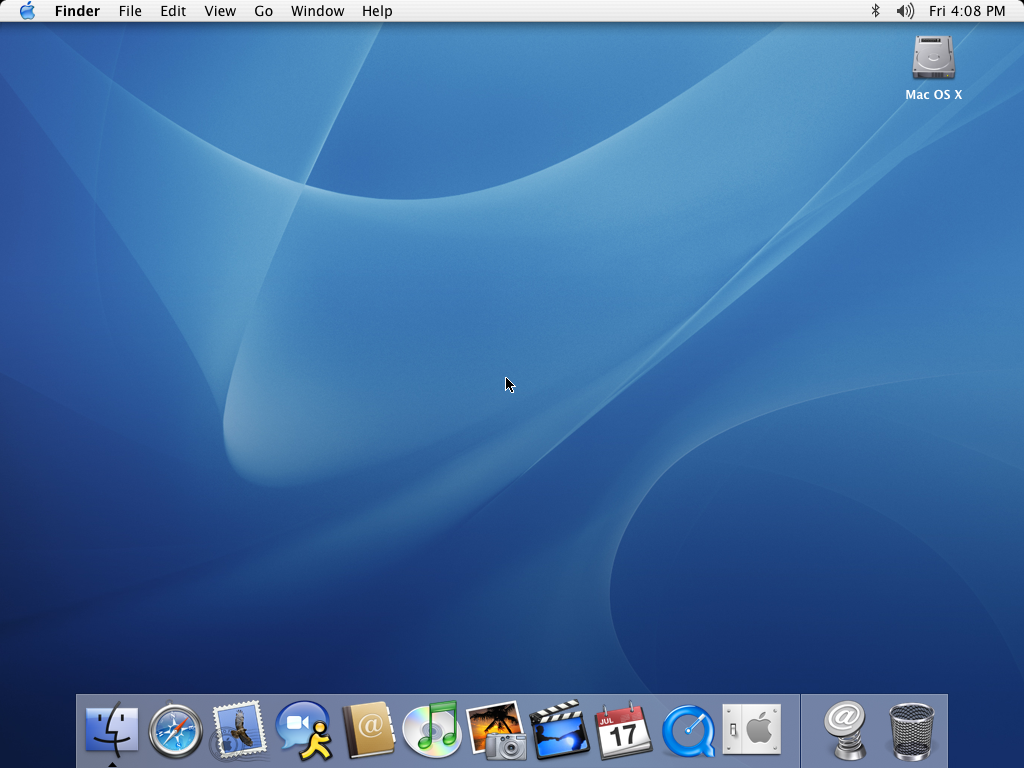 Finder File Edit View Go Window Help Fri 4:08 PM
Mac OS X
@ JUL 17 @